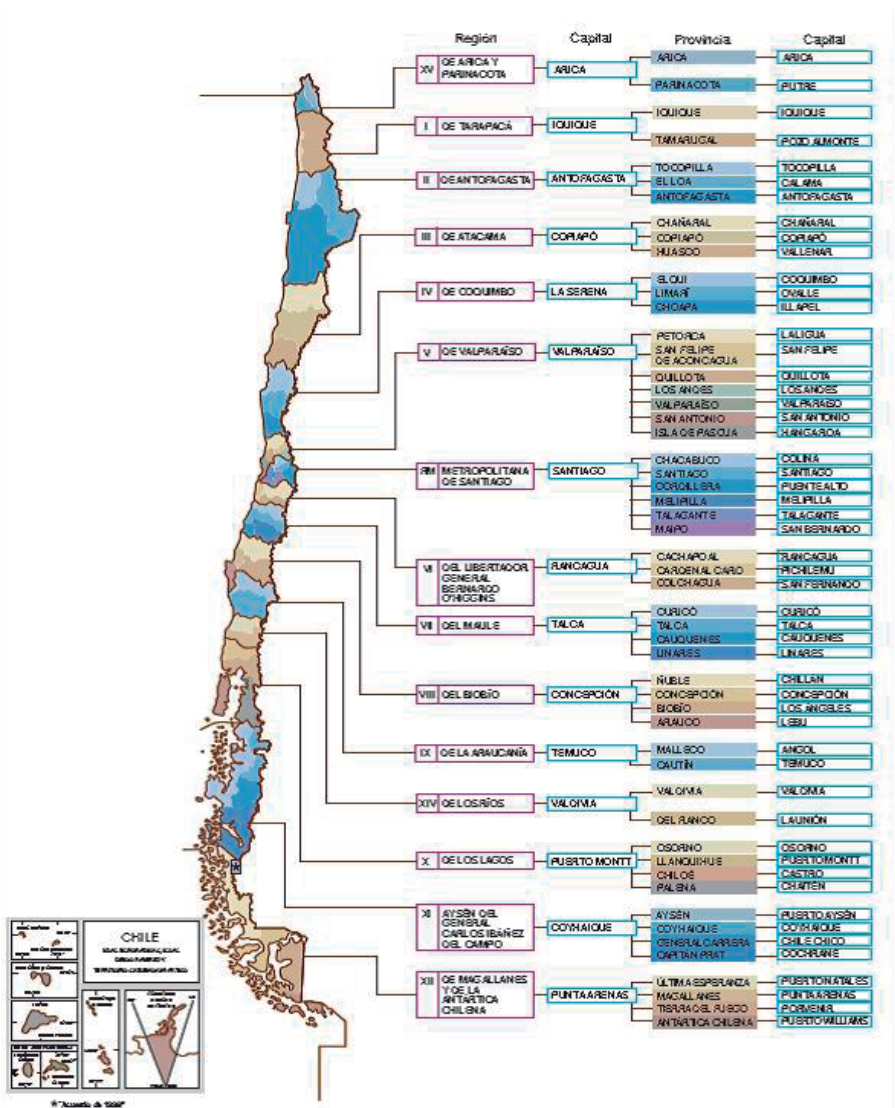 Región Capital Provincia Capital
XV DE ARICA Y PARINACOTA ARICA ARICA ARICA
PARINACOTA PUTRE
I DE TARAPACÁ IQUIQUE IQUIQUE IQUIQUE
TAMARUGAL POZO ALMONTE
II DE ANTOFAGASTA ANTOFAGASTA TOCOPILLA TOCOPILLA
EL LOA CALAMA
ANTOFAGASTA ANTOFAGASTA
III DE ATACAMA COPIAPÓ CHAÑARAL CHAÑARAL
COPIAPÓ COPIAPÓ
HUASCO VALLENAR
IV DE COQUIMBO LA SERENA ELQUI COQUIMBO
LIMARÍ OVALLE
CHOAPA ILLAPEL
V DE VALPARAÍSO VALPARAÍSO PETORCA LA LIGUA
SAN FELIPE DE ACONCAGUA SAN FELIPE
QUILLOTA QUILLOTA
LOS ANDES LOS ANDES
VALPARAÍSO VALPARAÍSO
SAN ANTONIO SAN ANTONIO
ISLA DE PASCUA HANGA ROA
RM METROPOLITANA DE SANTIAGO SANTIAGO CHACABUCO COLINA
SANTIAGO SANTIAGO
CORDILLERA PUENTE ALTO
MELIPILLA MELIPILLA
TALAGANTE TALAGANTE
MAIPO SAN BERNARDO
VI DEL LIBERTADOR GENERAL BERNARDO O'HIGGINS RANCAGUA CACHAPOAL RANCAGUA
CARDENAL CARO PICHILEMU
COLCHAGUA SAN FERNANDO
VII DEL MAULE TALCA CURICÓ CURICÓ
TALCA TALCA
CAUQUENES CAUQUENES
LINARES LINARES
VIII DEL BIOBÍO CONCEPCIÓN ÑUBLE CHILLAN
CONCEPCIÓN CONCEPCIÓN
BIOBÍO LOS ÁNGELES
ARAUCO LEBU
IX DE LA ARAUCANÍA TEMUCO MALLECO ANGOL
CAUTÍN TEMUCO
XIV DE LOS RÍOS VALDIVIA VALDIVIA VALDIVIA
DEL RANCO LA UNIÓN
X DE LOS LAGOS PUERTO MONTT OSORNO OSORNO
LLANQUIHUE PUERTO MONTT
CHILOÉ CASTRO
PALENA CHAITÉN
XI AYSÉN DEL GENERAL CARLOS IBÁÑEZ DEL CAMPO COYHAIQUE AYSÉN PUERTO AYSÉN
COYHAIQUE COYHAIQUE
GENERAL CARRERA CHILE CHICO
CAPITÁN PRAT COCHRANE
XII DE MAGALLANES Y DE LA ANTÁRTICA CHILENA PUNTA ARENAS ÚLTIMA ESPERANZA PUERTO NATALES
MAGALLANES PUNTA ARENAS
TIERRA DEL FUEGO PORVENIR
ANTÁRTICA CHILENA PUERTO WILLIAMS
*
CHILE
* "Acuerdo de 1998"